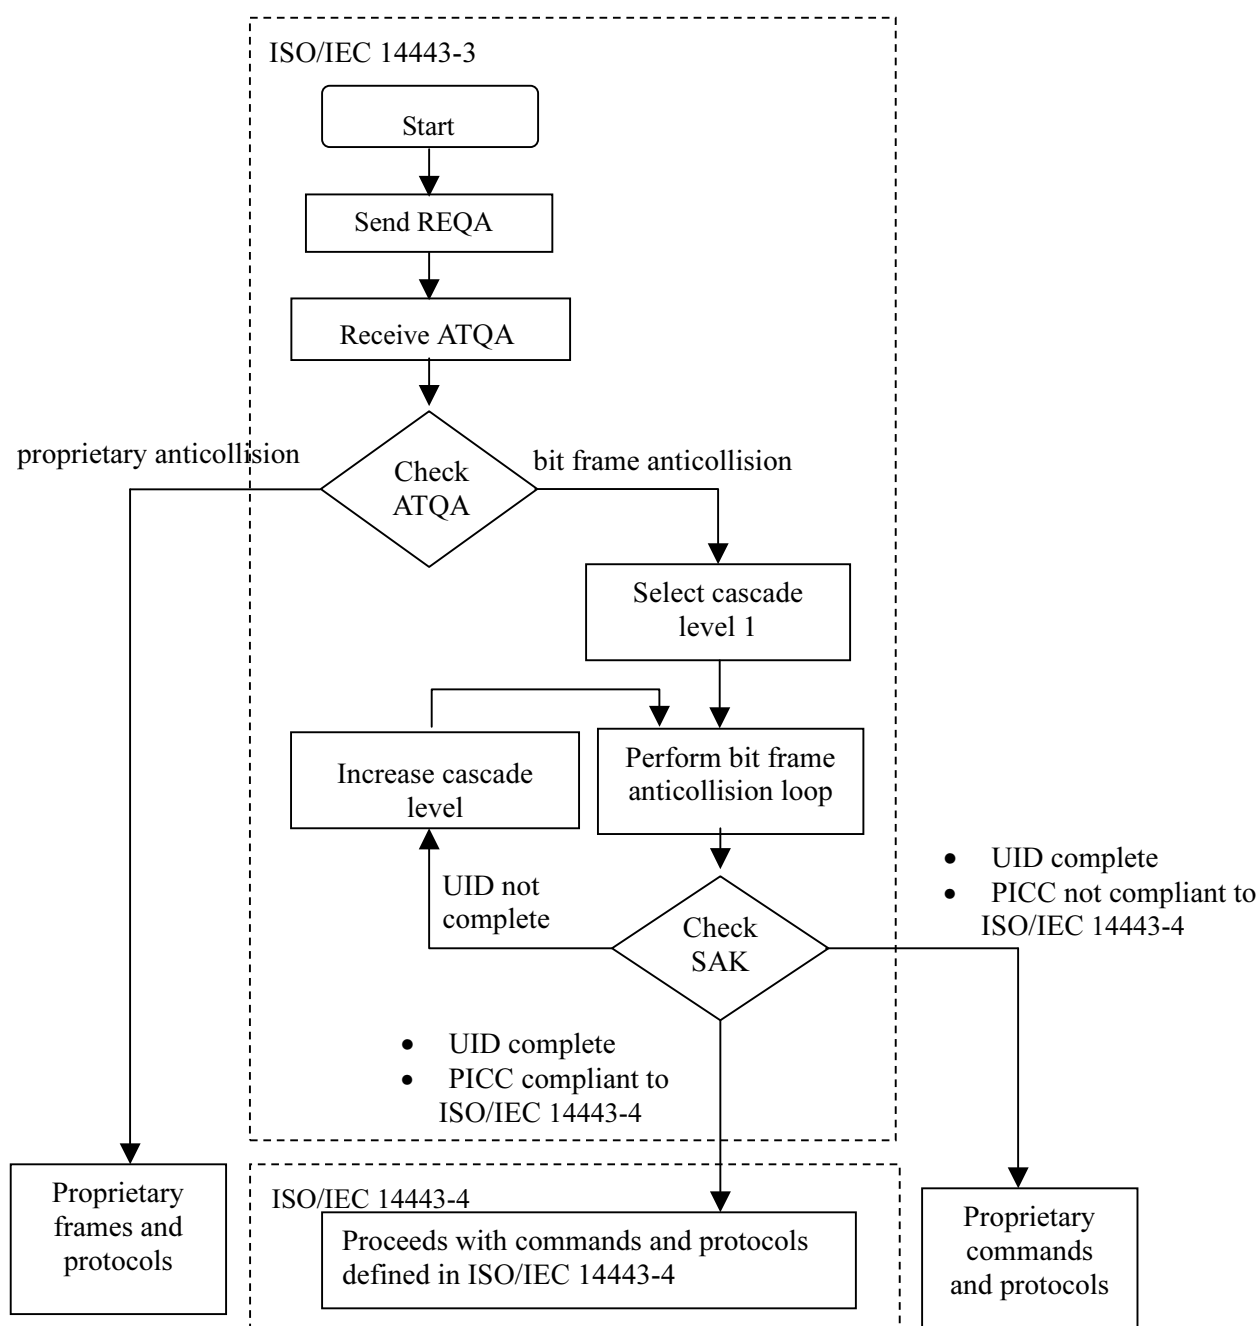 ISO/IEC 14443-3
Start
Send REQA
Receive ATQA
proprietary anticollision
Check
ATQA
bit frame anticollision
Select cascade
level 1
Increase cascade
level
Perform bit frame
anticollision loop
UID not
complete
Check
SAK
• UID complete
• PICC not compliant to
ISO/IEC 14443-4
• UID complete
• PICC compliant to
ISO/IEC 14443-4
Proprietary
frames and
protocols
ISO/IEC 14443-4
Proceeds with commands and protocols
defined in ISO/IEC 14443-4
Proprietary
commands
and protocols